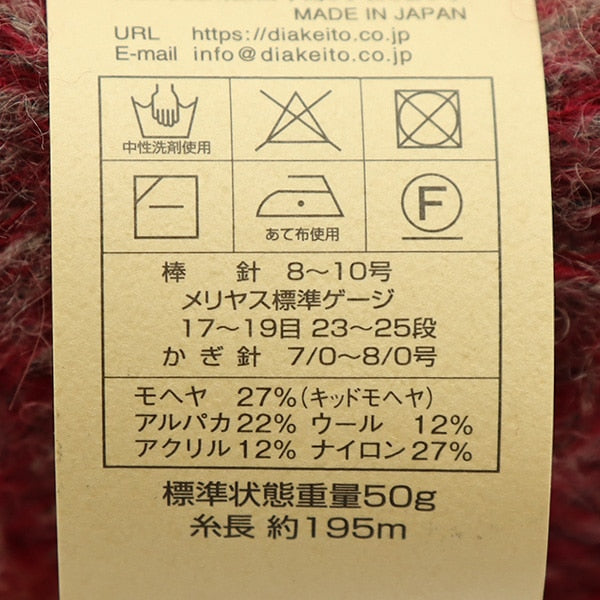 MADE IN JAPAN
URL https://diakeito.co.jp
E-mail info@diakeito.co.jp
中性洗剤使用
あて布使用
F
棒 針 8〜10号
メリヤス標準ゲージ
17〜19目 23〜25段
かぎ針 7/0〜8/0号
モヘヤ 27%(キッドモヘヤ)
アルパカ22% ウール 12%
アクリル12% ナイロン27%
標準状態重量50g
糸長 約195m